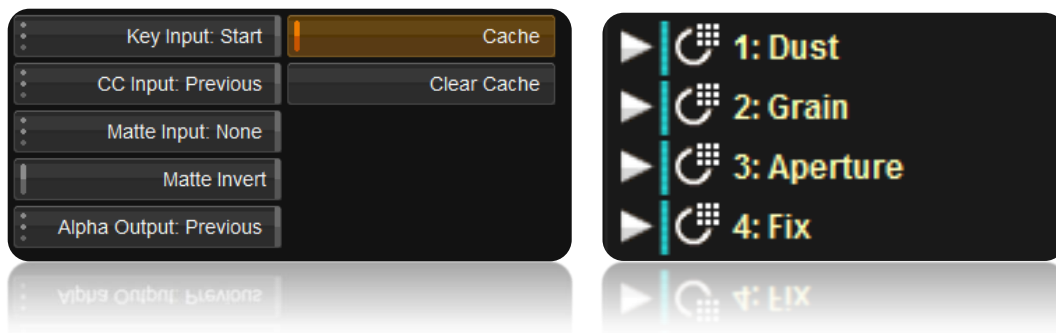 Key Input: Start
Cache
CC Input: Previous
Clear Cache
Matte Input: None
Matte Invert
Alpha Output: Previous
1: Dust
2: Grain
3: Aperture
4: Fix